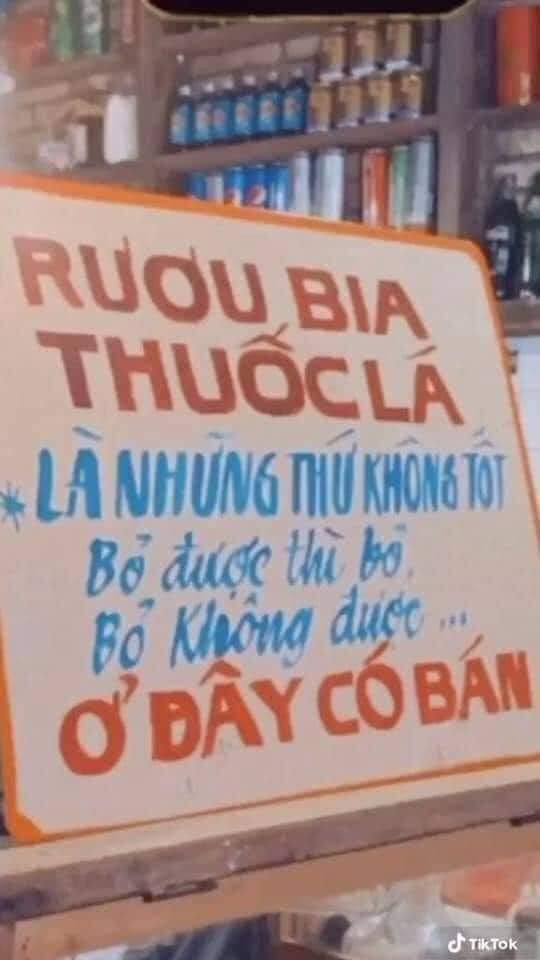 RƯƠU BIA
THUỐC LÁ
* LÀ NHỮNG THỨ KHÔNG TỐT
Bỏ được thì bỏ,
Bỏ Không được ...
Ở ĐÂY CÓ BÁN
TikTok